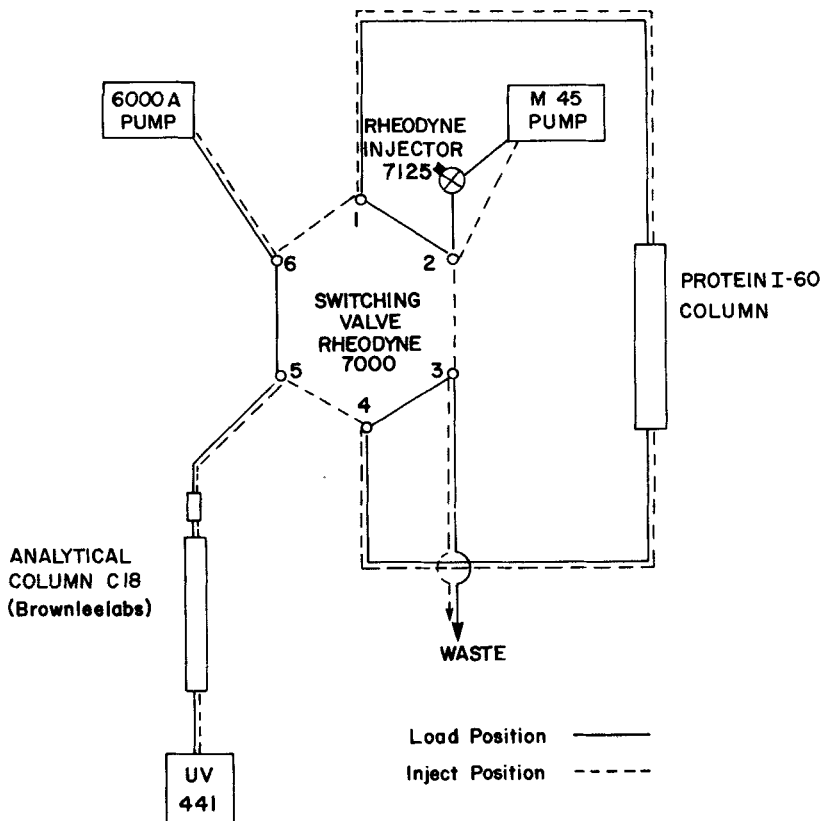 6000 A
PUMP
RHEODYNE
INJECTOR
7125
M 45
PUMP
1
2
6
SWITCHING
VALVE
RHEODYNE
7000
5
3
4
PROTEIN I-60
COLUMN
ANALYTICAL
COLUMN C18
(Brownleelabs)
WASTE
UV
441
Load Position
Inject Position